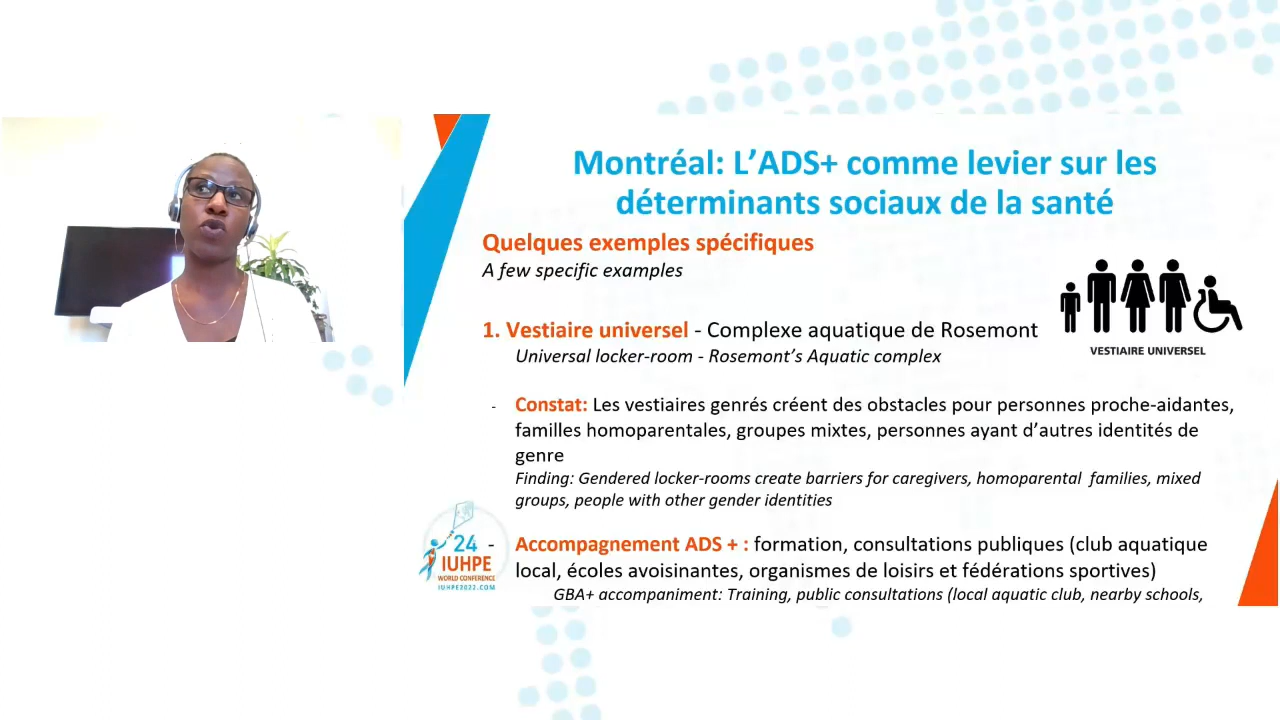 Montréal: L’ADS+ comme levier sur les
déterminants sociaux de la santé
Quelques exemples spécifiques
A few specific examples
1. Vestiaire universel - Complexe aquatique de Rosemont
Universal locker-room - Rosemont’s Aquatic complex
VESTIAIRE UNIVERSEL
- Constat: Les vestiaires genrés créent des obstacles pour personnes proche-aidantes,
familles homoparentales, groupes mixtes, personnes ayant d’autres identités de
genre
Finding: Gendered locker-rooms create barriers for caregivers, homoparental families, mixed
groups, people with other gender identities
- Accompagnement ADS + : formation, consultations publiques (club aquatique
local, écoles avoisinantes, organismes de loisirs et fédérations sportives)
GBA+ accompaniment: Training, public consultations (local aquatic club, nearby schools,
24
IUHPE
WORLD CONFERENCE
IUHPE2022.COM